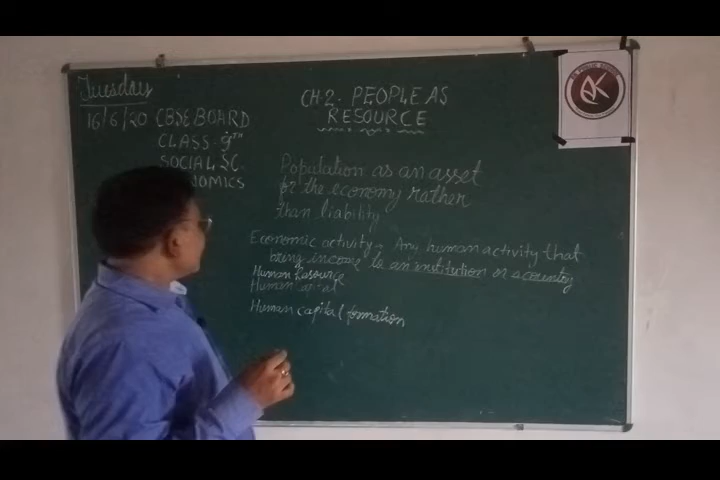 Tuesday
16/6/20 CBSE BOARD
CLASS-9TH
SOCIAL SC.
NOMICS
CH-2. PEOPLE AS
RESOURCE
Population as an asset
for the economy rather
than liability
Economic activity - Any human activity that
bring income to an institution or a country
Human Resource
Human Capital
Human capital formation
AK